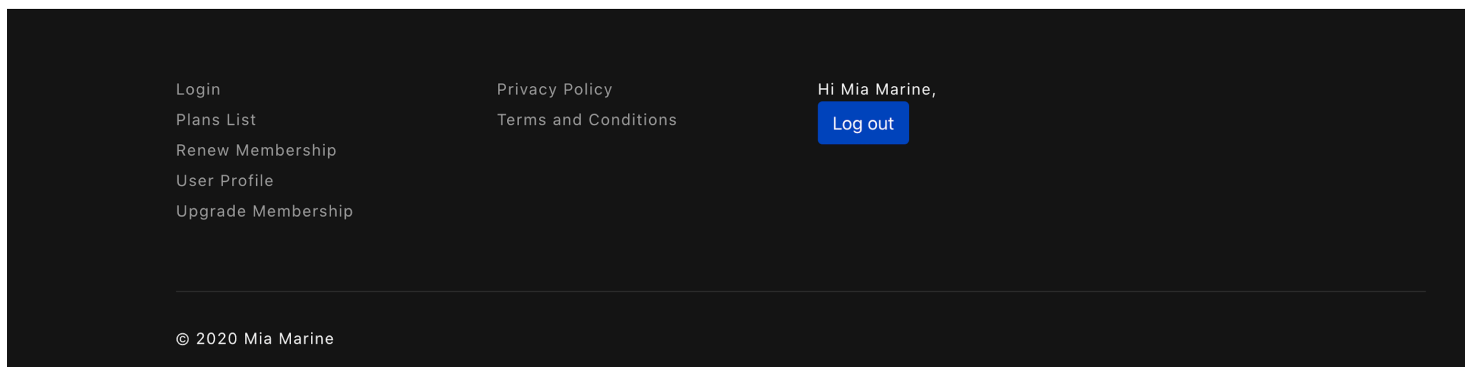 Login
Plans List
Renew Membership
User Profile
Upgrade Membership
Privacy Policy
Terms and Conditions
Hi Mia Marine,
Log out
© 2020 Mia Marine